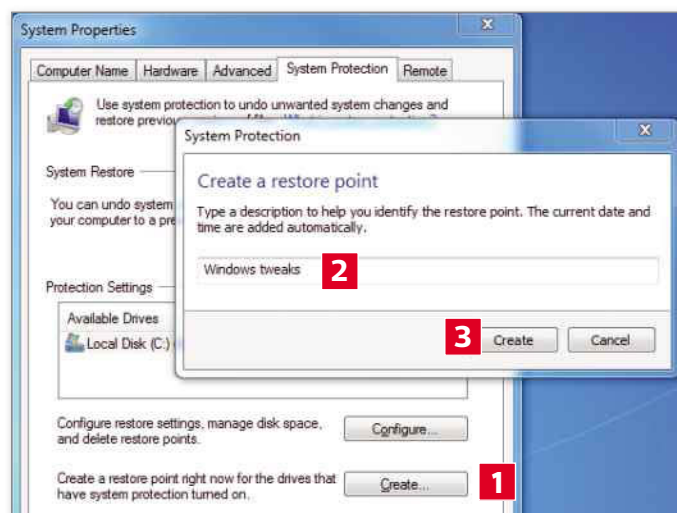 System Properties
Computer Name Hardware Advanced System Protection Remote
Use system protection to undo unwanted system changes and
restore previous
System Restore
You can undo system
your computer to a pre
Protection Settings
Available Drives
Local Disk (C:)
Configure restore settings, manage disk space,
and delete restore points.
Configure...
Create a restore point right now for the drives that
have system protection turned on.
Create...
1
System Protection
Create a restore point
Type a description to help you identify the restore point. The current date and
time are added automatically.
Windows tweaks
2
3
Create
Cancel